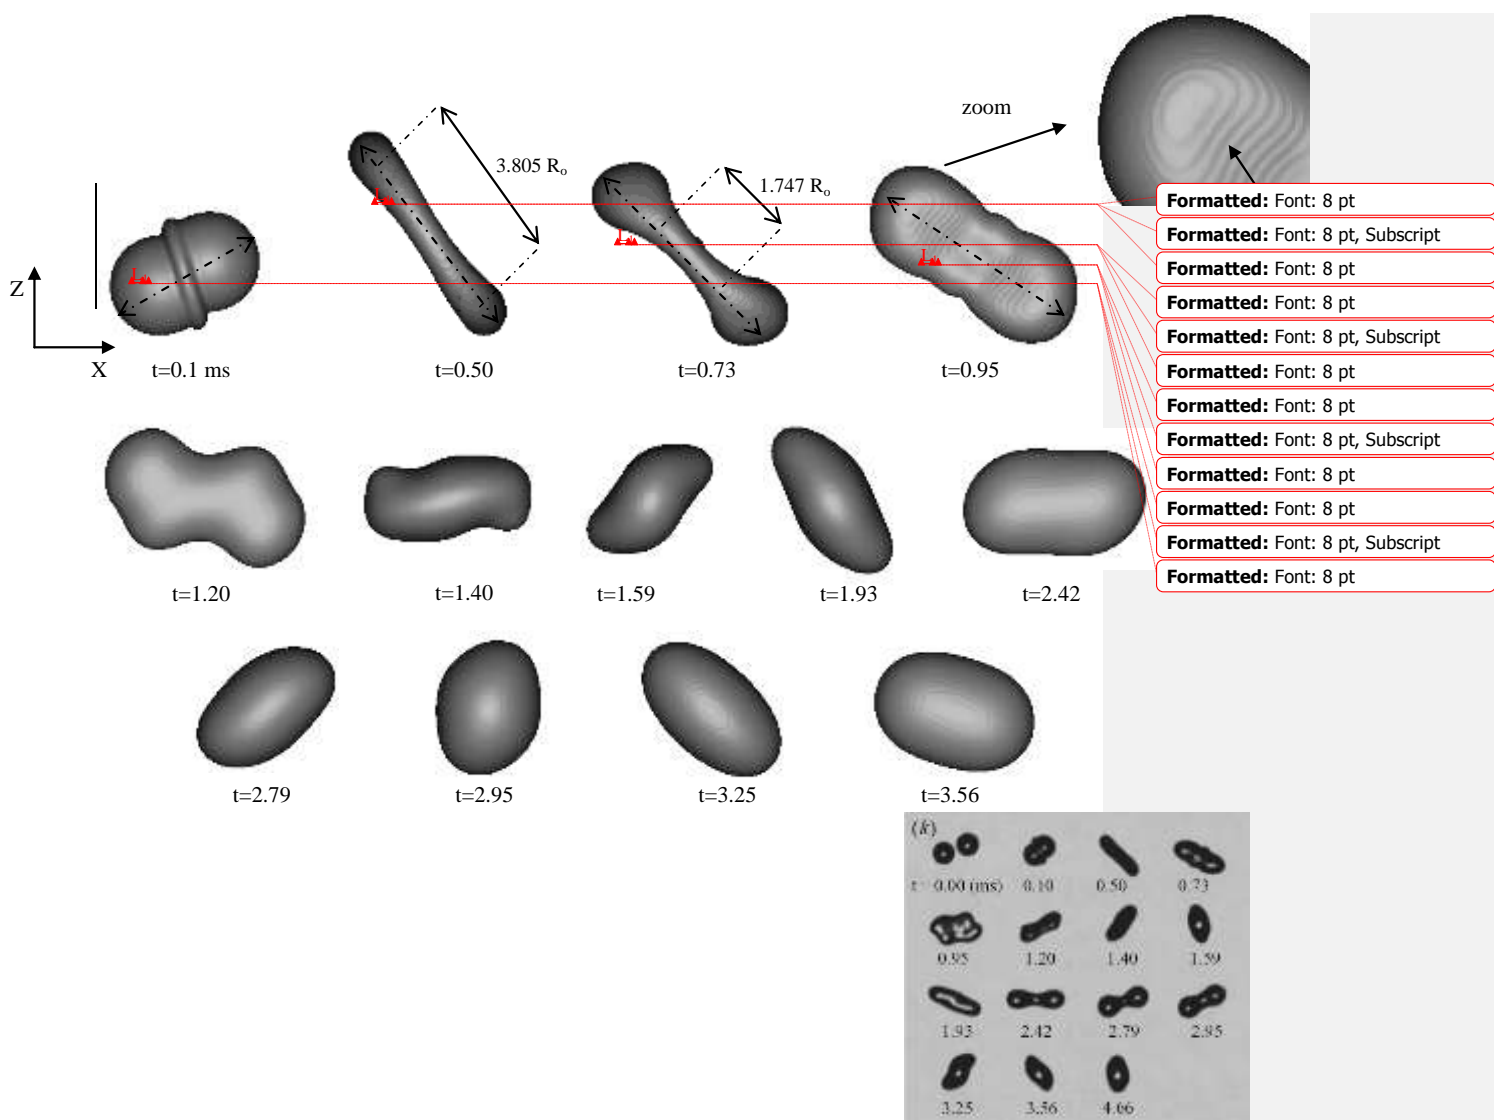 zoom
3.805 Ro
1.747 Ro
Z
X
t=0.1 ms
t=0.50
t=0.73
t=0.95
Formatted: Font: 8 pt
Formatted: Font: 8 pt, Subscript
Formatted: Font: 8 pt
Formatted: Font: 8 pt
Formatted: Font: 8 pt, Subscript
Formatted: Font: 8 pt
Formatted: Font: 8 pt
Formatted: Font: 8 pt, Subscript
Formatted: Font: 8 pt
Formatted: Font: 8 pt
Formatted: Font: 8 pt, Subscript
Formatted: Font: 8 pt
t=1.20
t=1.40
t=1.59
t=1.93
t=2.42
t=2.79
t=2.95
t=3.25
t=3.56
(k)
0.00 (ms) 0.10 0.50 0.73
0.95 1.20 1.40 1.59
1.93 2.42 2.79 2.95
3.25 3.56 4.66